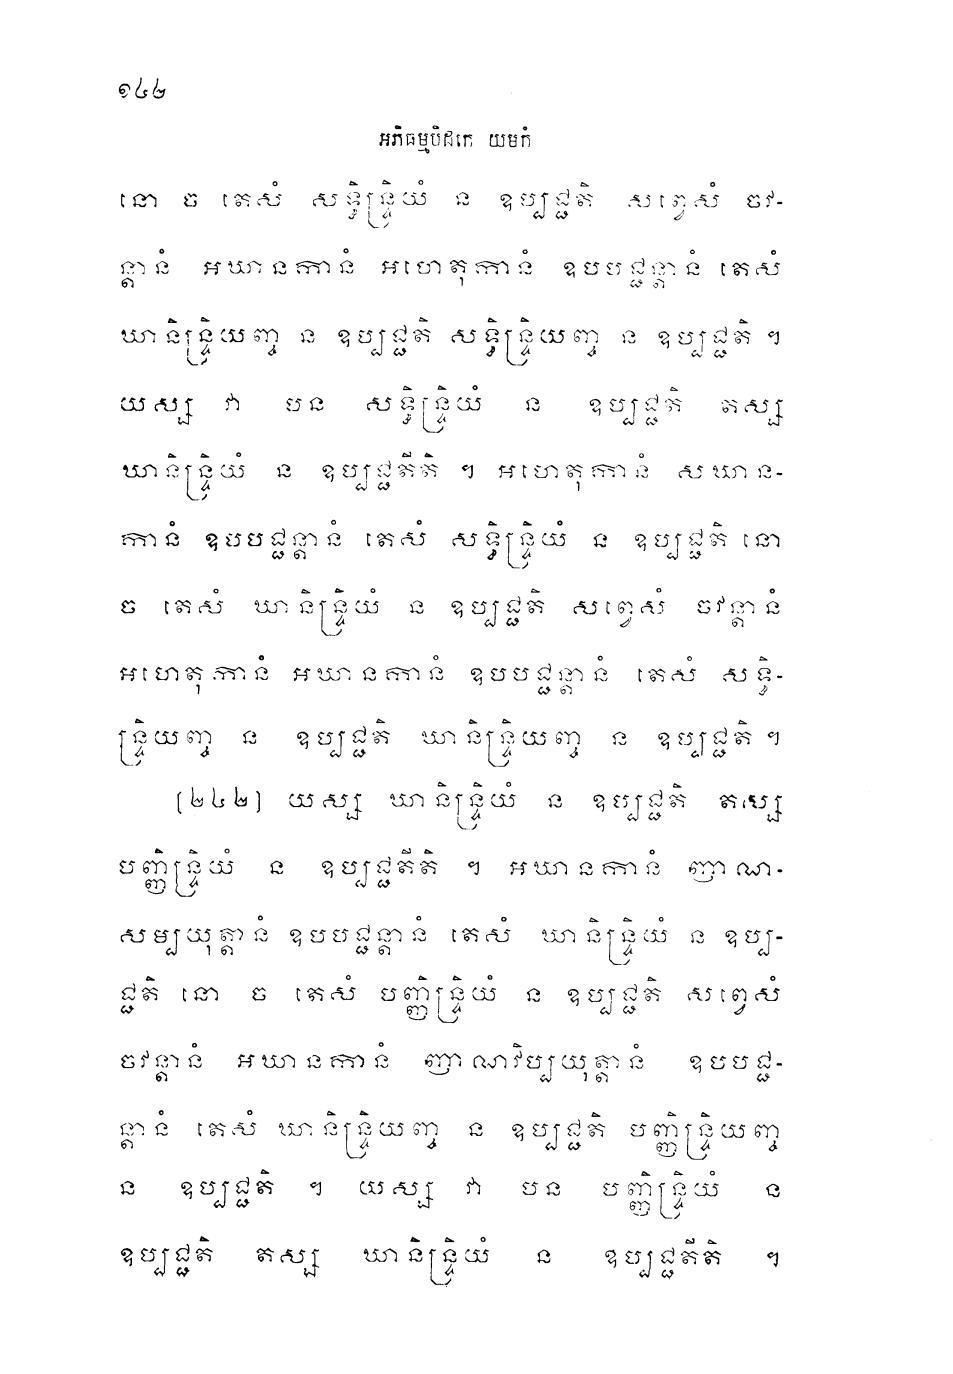 ១៤២
អភិធម្មបិដកេ យមកំ
នោ ច តេសំ សទ្ធិន្ទ្រិយំ ន ឧប្បជ្ជតិ សព្វេសំ ចវ-
ន្តានំ អឃានកានំ អហេតុកានំ ឧបបជ្ជន្តានំ តេសំ
ឃានិន្ទ្រិយញ្ច ន ឧប្បជ្ជតិ សទ្ធិន្ទ្រិយញ្ច ន ឧប្បជ្ជតិ ។
យស្ស វា បន សទ្ធិន្ទ្រិយំ ន ឧប្បជ្ជតិ តស្ស
ឃានិន្ទ្រិយំ ន ឧប្បជ្ជតីតិ ។ អហេតុកានំ សឃាន-
កានំ ឧបបជ្ជន្តានំ តេសំ សទ្ធិន្ទ្រិយំ ន ឧប្បជ្ជតិ នោ
ច តេសំ ឃានិន្ទ្រិយំ ន ឧប្បជ្ជតិ សព្វេសំ ចវន្តានំ
អហេតុកានំ អឃានកានំ ឧបបជ្ជន្តានំ តេសំ សទ្ធិ-
ន្ទ្រិយញ្ច ន ឧប្បជ្ជតិ ឃានិន្ទ្រិយញ្ច ន ឧប្បជ្ជតិ ។
[២៤២] យស្ស ឃានិន្ទ្រិយំ ន ឧប្បជ្ជតិ តស្ស
បញ្ញិន្ទ្រិយំ ន ឧប្បជ្ជតីតិ ។ អឃានកានំ ញាណ-
សម្បយុត្តានំ ឧបបជ្ជន្តានំ តេសំ ឃានិន្ទ្រិយំ ន ឧប្ប-
ជ្ជតិ នោ ច តេសំ បញ្ញិន្ទ្រិយំ ន ឧប្បជ្ជតិ សព្វេសំ
ចវន្តានំ អឃានកានំ ញាណវិប្បយុត្តានំ ឧបបជ្ជ-
ន្តានំ តេសំ ឃានិន្ទ្រិយញ្ច ន ឧប្បជ្ជតិ បញ្ញិន្ទ្រិយញ្ច
ន ឧប្បជ្ជតិ ។ យស្ស វា បន បញ្ញិន្ទ្រិយំ ន
ឧប្បជ្ជតិ តស្ស ឃានិន្ទ្រិយំ ន ឧប្បជ្ជតីតិ ។